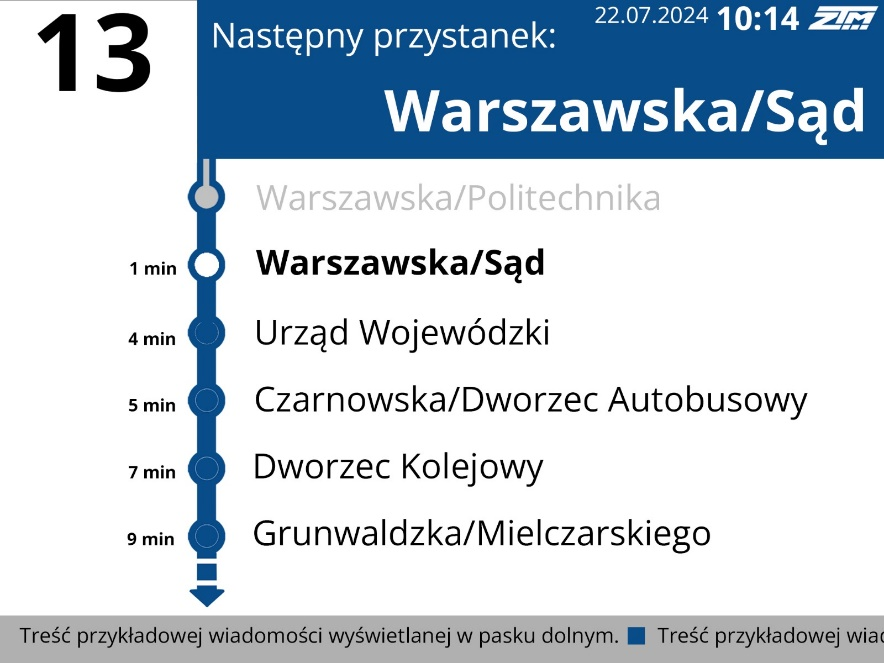 13
Następny przystanek:
22.07.2024 10:14 ZTM
Warszawska/Sąd
Warszawska/Politechnika
1 min Warszawska/Sąd
4 min Urząd Wojewódzki
5 min Czarnowska/Dworzec Autobusowy
7 min Dworzec Kolejowy
9 min Grunwaldzka/Mielczarskiego
Treść przykładowej wiadomości wyświetlanej w pasku dolnym. Treść przykładowej wiad